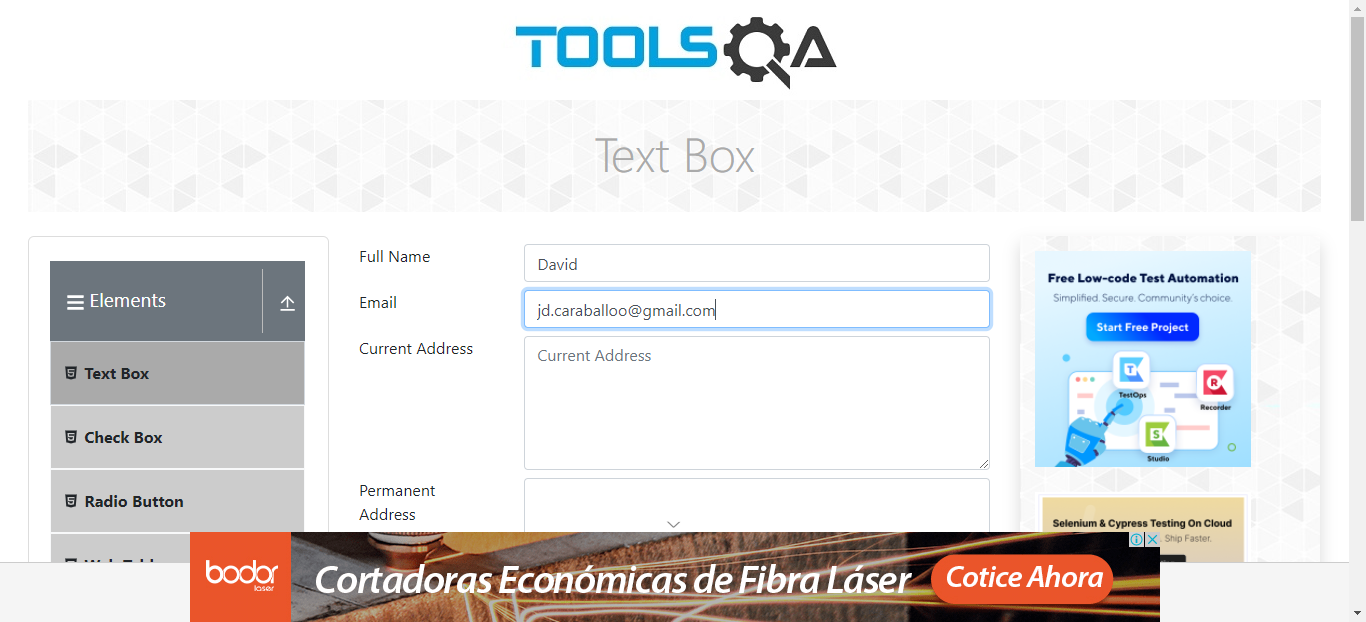 TOOLSQA
Text Box
Elements
Text Box
Check Box
Radio Button
Full Name
David
Email
jd.caraballoo@gmail.com
Current Address
Current Address
Permanent
Address
Free Low-code Test Automation
Simplified. Secure. Community's choice.
Start Free Project
TestOps
Recorder
Studio
Selenium & Cypress Testing On Cloud
Ship Faster.
bodor
laser
Cortadoras Económicas de Fibra Láser
Cotice Ahora